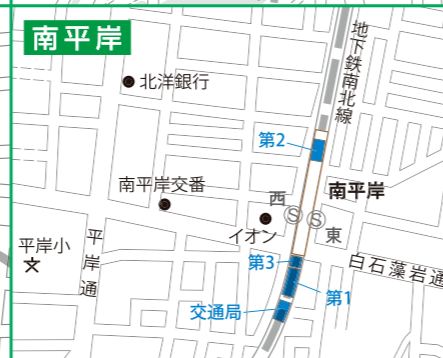 南平岸
地下鉄南北線
北洋銀行
第2
南平岸交番
南平岸
西
S
S
イオン
東
平岸小
平岸通
第3
白石藻岩通
第1
交通局